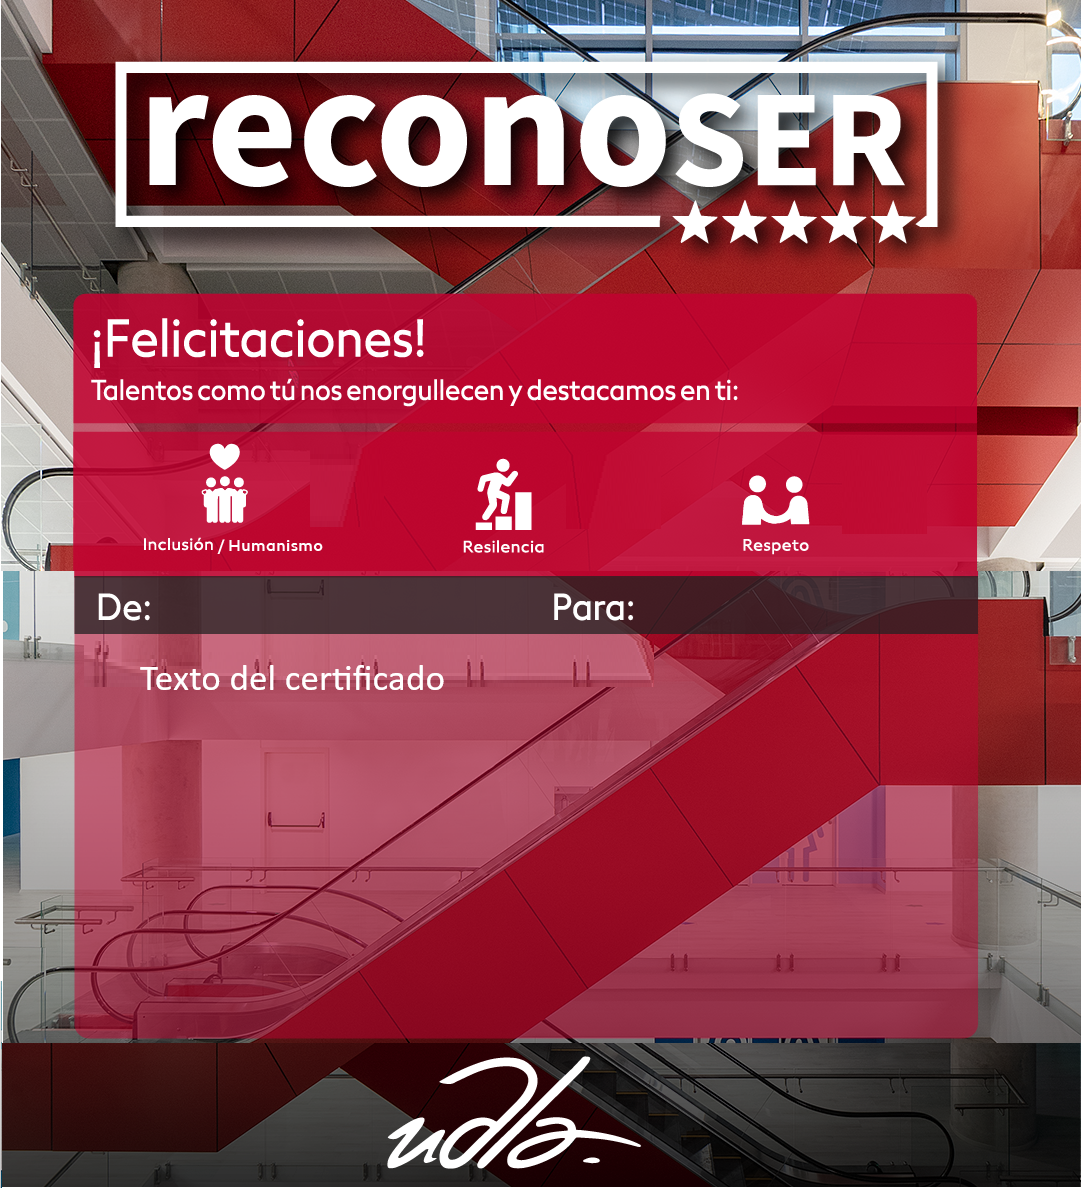 reconoSER
¡Felicitaciones!
Talentos como tú nos enorgullecen y destacamos en ti:
Inclusión / Humanismo
Resilencia
Respeto
De:
Para:
Texto del certificado
udla.